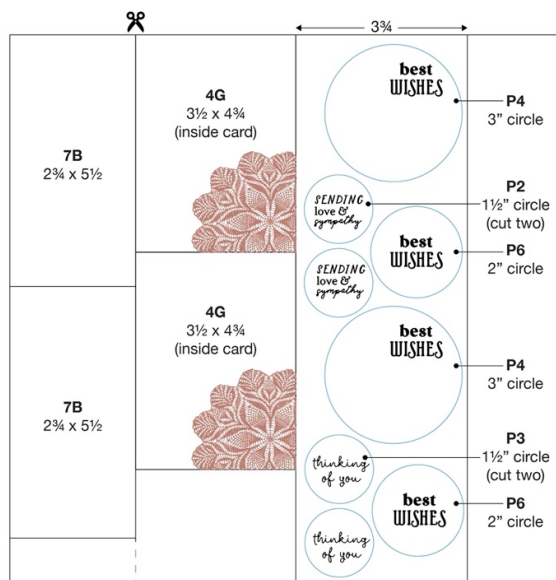 3¾
7B
2¾ x 5½
4G
3½ x 4¾
(inside card)
best
WISHES
P4
3” circle
SENDING
love &
sympathy
P2
1½” circle
(cut two)
best
WISHES
P6
2” circle
SENDING
love &
sympathy
7B
2¾ x 5½
4G
3½ x 4¾
(inside card)
best
WISHES
P4
3” circle
thinking
of you
P3
1½” circle
(cut two)
best
WISHES
P6
2” circle
thinking
of you